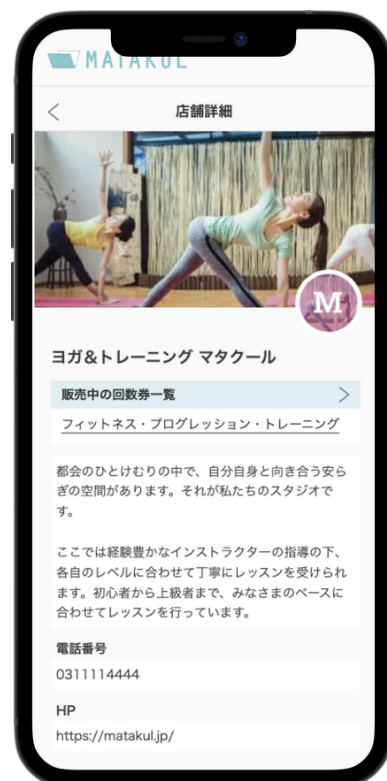 MATAKUL
店舗詳細
M
ヨガ&トレーニング マタクール
販売中の回数券一覧
フィットネス・プログレッション・トレーニング
都会のひとけむりの中で、自分自身と向き合う安ら
ぎの空間があります。それが私たちのスタジオで
す。
ここでは経験豊かなインストラクターの指導の下、
各自のレベルに合わせて丁寧にレッスンを受けられ
ます。初心者から上級者まで、みなさまのペースに
合わせてレッスンを行っています。
電話番号
0311114444
HP
https://matakul.jp/